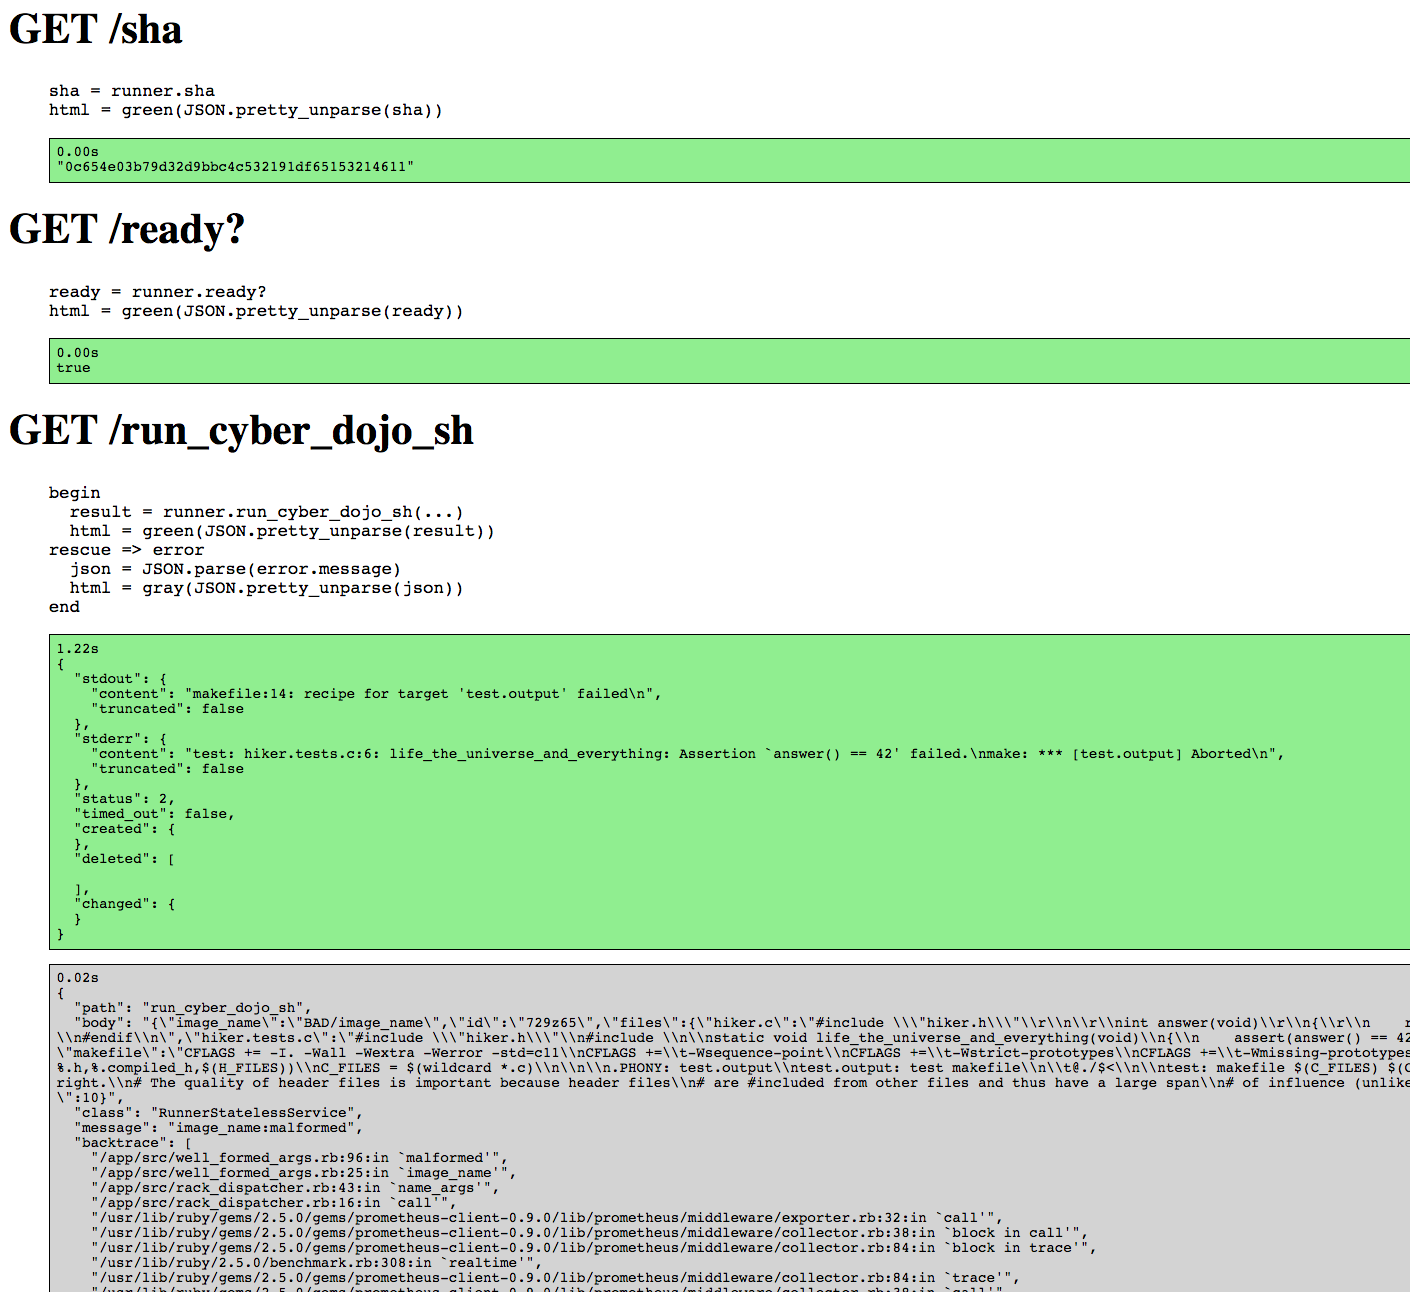 GET /sha
sha = runner.sha
html = green(JSON.pretty_unparse(sha))
0.00s
"0c654e03b79d32d9bbc4c532191df65153214611"
GET /ready?
ready = runner.ready?
html = green(JSON.pretty_unparse(ready))
0.00s
true
GET /run_cyber_dojo_sh
begin
  result = runner.run_cyber_dojo_sh(...)
  html = green(JSON.pretty_unparse(result))
rescue => error
  json = JSON.parse(error.message)
  html = gray(JSON.pretty_unparse(json))
end
1.22s
{
  "stdout": {
    "content": "makefile:14: recipe for target 'test.output' failed\n",
    "truncated": false
  },
  "stderr": {
    "content": "test: hiker.tests.c:6: life_the_universe_and_everything: Assertion `answer() == 42' failed.\nmake: *** [test.output] Aborted\n",
    "truncated": false
  },
  "status": 2,
  "timed_out": false,
  "created": {
  },
  "deleted": [

  ],
  "changed": {
  }
}
0.02s
{
  "path": "run_cyber_dojo_sh",
  "body": "{\"image_name\":\"BAD/image_name\",\"id\":\"729z65\",\"files\":{\"hiker.c\":\"#include \\\"hiker.h\\\"\\r\\n\\r\\nint answer(void)\\r\\n{\\r\\n    r
\\n#endif\\n\",\"hiker.tests.c\":\"#include \\\"hiker.h\\\"\\n#include \\n\\nstatic void life_the_universe_and_everything(void)\\n{\\n    assert(answer() == 42
\"makefile\":\"CFLAGS += -I. -Wall -Wextra -Werror -std=c11\\nCFLAGS +=\\t-Wsequence-point\\nCFLAGS +=\\t-Wstrict-prototypes\\nCFLAGS +=\\t-Wmissing-prototypes
%.h,%.compiled_h,$(H_FILES))\\nC_FILES = $(wildcard *.c)\\n\\n\\n.PHONY: test.output\\ntest.output: test makefile\\n\\t@./$<\\n\\ntest: makefile $(C_FILES) $(C
right.\\n# The quality of header files is important because header files\\n# are #included from other files and thus have a large span\\n# of influence (unlike
\":10}",
  "class": "RunnerStatelessService",
  "message": "image_name:malformed",
  "backtrace": [
    "/app/src/well_formed_args.rb:96:in `malformed'",
    "/app/src/well_formed_args.rb:25:in `image_name'",
    "/app/src/rack_dispatcher.rb:43:in `name_args'",
    "/app/src/rack_dispatcher.rb:16:in `call'",
    "/usr/lib/ruby/gems/2.5.0/gems/prometheus-client-0.9.0/lib/prometheus/middleware/exporter.rb:32:in `call'",
    "/usr/lib/ruby/gems/2.5.0/gems/prometheus-client-0.9.0/lib/prometheus/middleware/collector.rb:38:in `block in call'",
    "/usr/lib/ruby/gems/2.5.0/gems/prometheus-client-0.9.0/lib/prometheus/middleware/collector.rb:84:in `block in trace'",
    "/usr/lib/ruby/2.5.0/benchmark.rb:308:in `realtime'",
    "/usr/lib/ruby/gems/2.5.0/gems/prometheus-client-0.9.0/lib/prometheus/middleware/collector.rb:84:in `trace'",